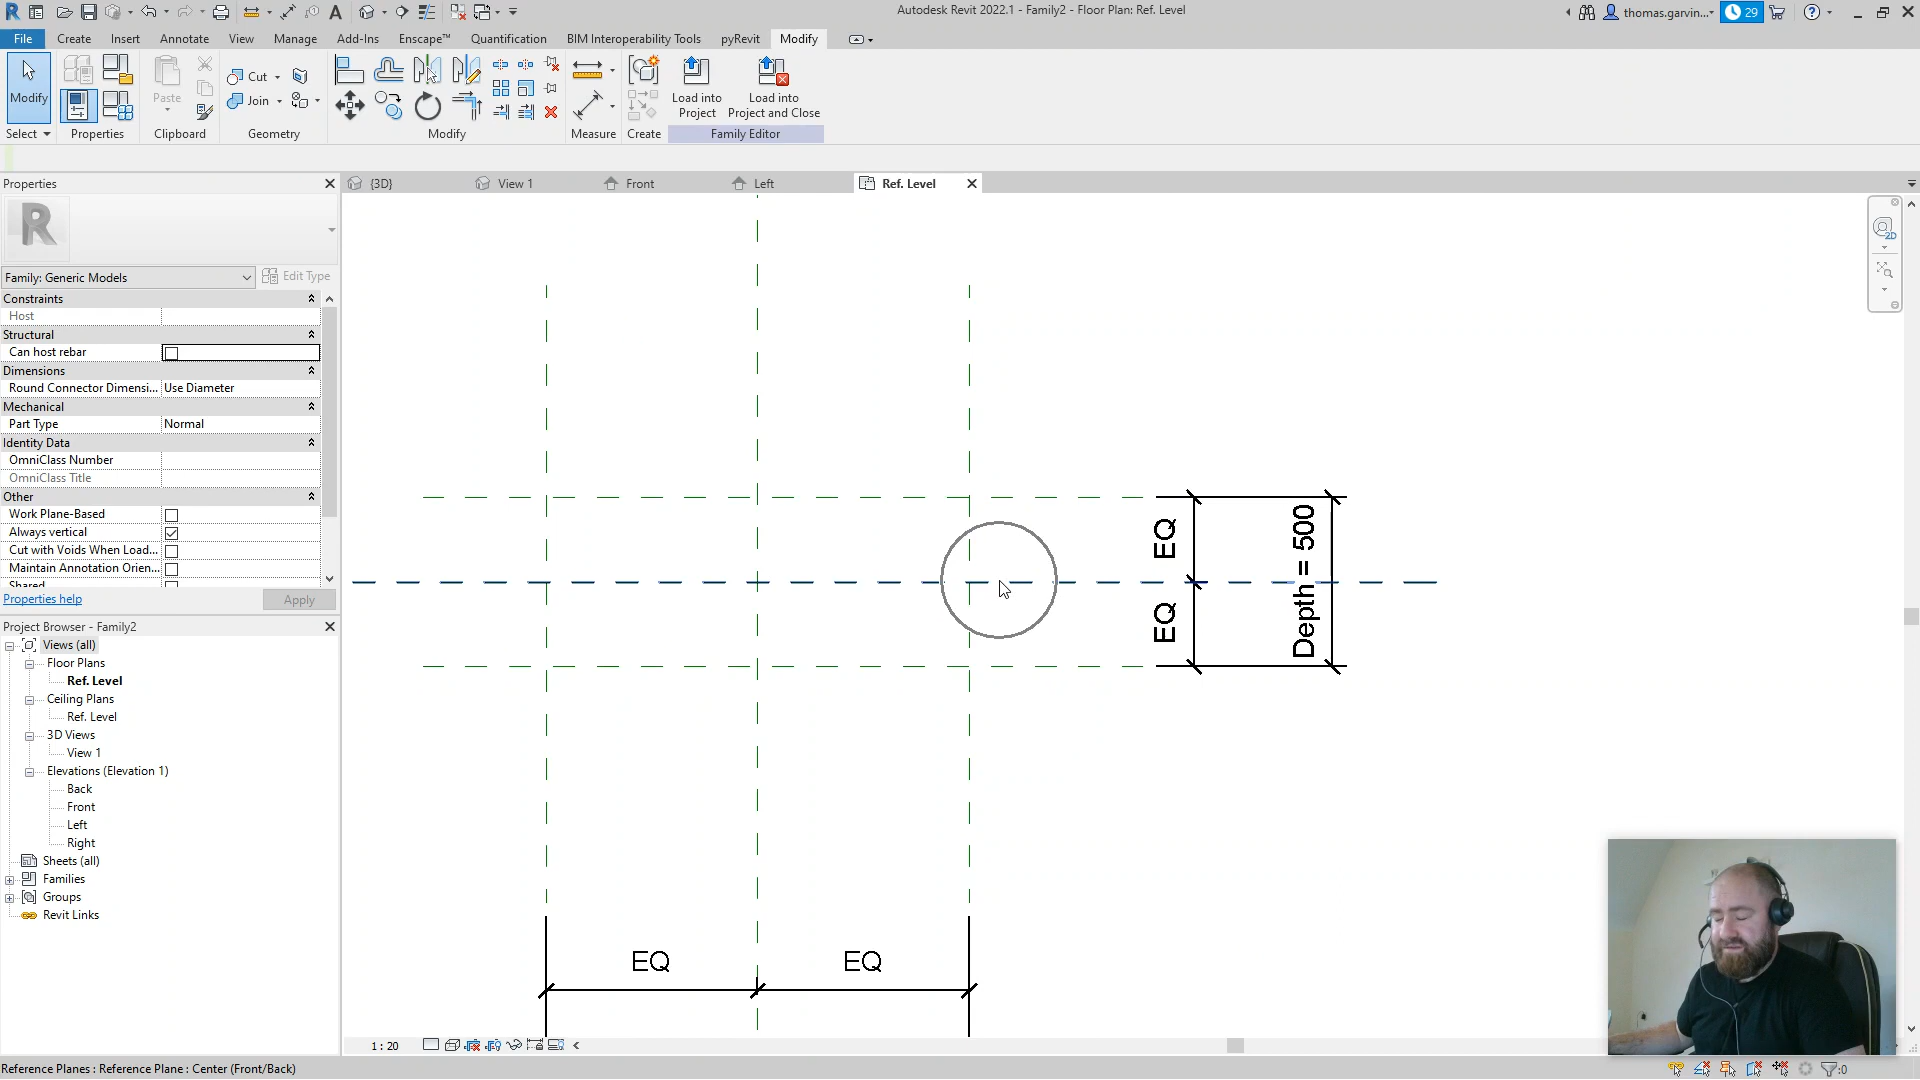 Autodesk Revit 2022.1 - Family2 - Floor Plan: Ref. Level
thomas.garvin...
29
File Create Insert Annotate View Manage Add-Ins Enscape™ Quantification BIM Interoperability Tools pyRevit Modify
Modify
Paste
Cut
Join
Load into Project
Load into Project and Close
Select Properties Clipboard Geometry Modify Measure Create Family Editor
Properties
{3D} View 1 Front Left Ref. Level
Family: Generic Models
Edit Type
Constraints
Host
Structural
Can host rebar
Dimensions
Round Connector Dimensi... Use Diameter
Mechanical
Part Type Normal
Identity Data
OmniClass Number
OmniClass Title
Other
Work Plane-Based
Always vertical
Cut with Voids When Load...
Maintain Annotation Orien...
Shared
Properties help
Apply
Project Browser - Family2
Views (all)
Floor Plans
Ref. Level
Ceiling Plans
Ref. Level
3D Views
View 1
Elevations (Elevation 1)
Back
Front
Left
Right
Sheets (all)
Families
Groups
Revit Links
EQ
EQ
Depth = 500
EQ
EQ
1 : 20
Reference Planes : Reference Plane : Center (Front/Back)
:0